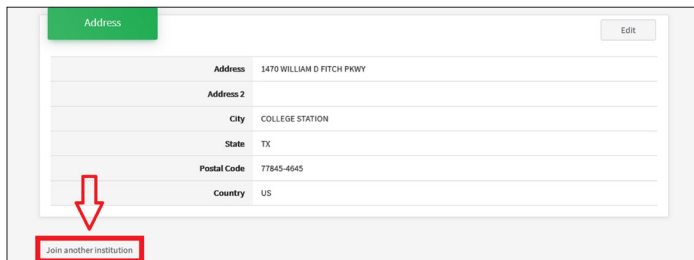 Address
Edit
Address 1470 WILLIAM D FITCH PKWY
Address 2
City COLLEGE STATION
State TX
Postal Code 77845-4645
Country US
Join another institution